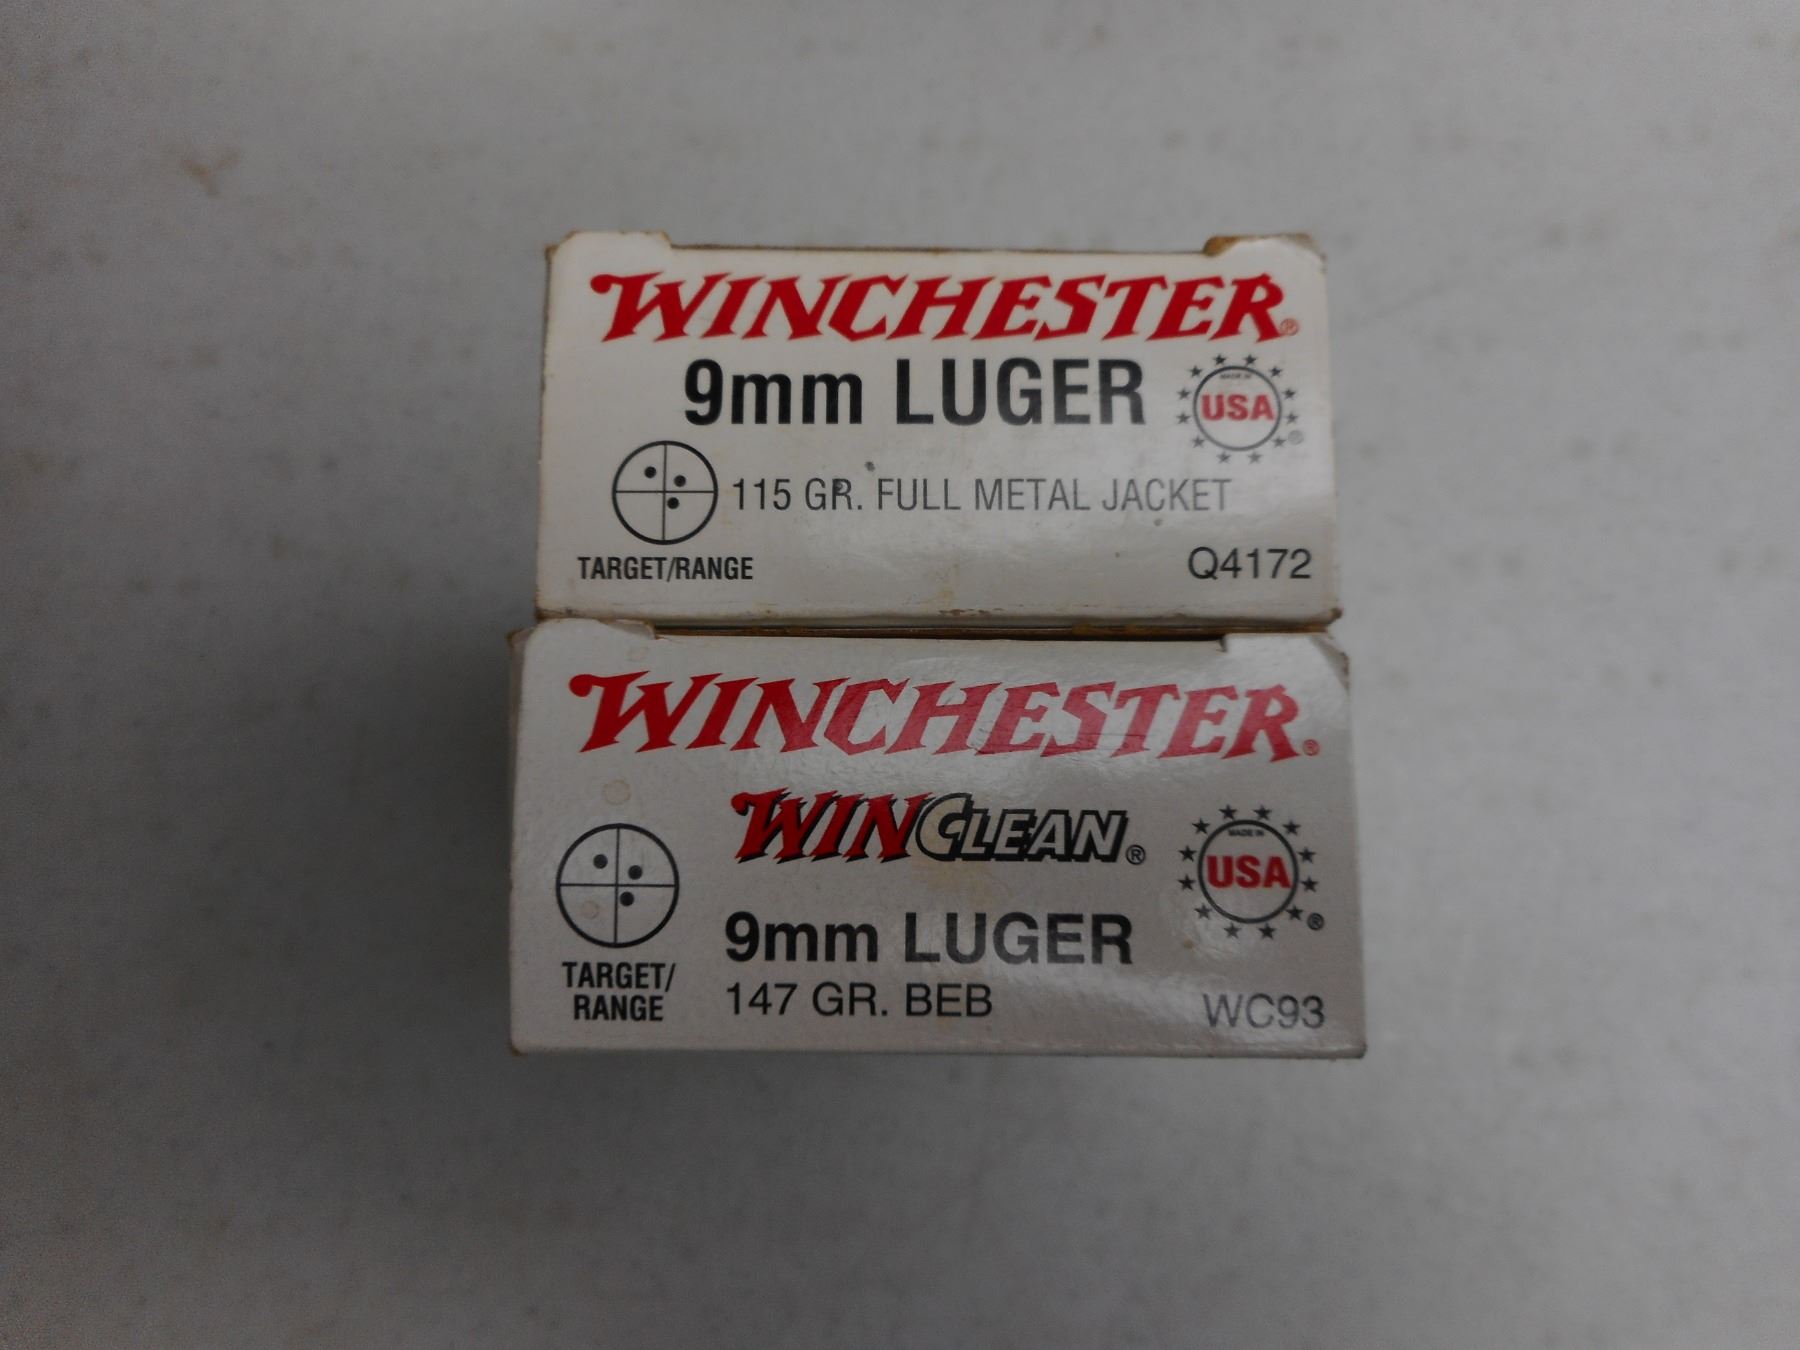 WINCHESTER®
9mm LUGER
MADE IN
USA
®
115 GR. FULL METAL JACKET
TARGET/RANGE
Q4172
WINCHESTER®
WINCLEAN®
MADE IN
USA
®
9mm LUGER
TARGET/
RANGE
147 GR. BEB
WC93